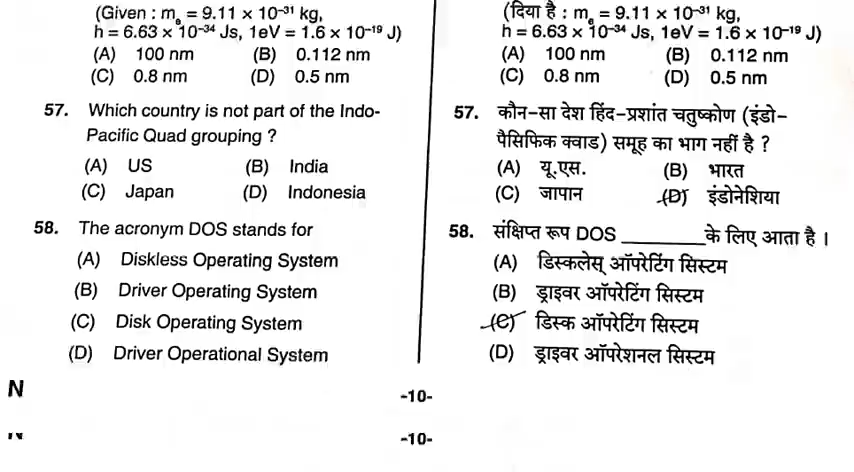 (Given : mₑ = 9.11 × 10⁻³¹ kg,
h = 6.63 × 10⁻³⁴ Js, 1eV = 1.6 × 10⁻¹⁹ J)
(A) 100 nm (B) 0.112 nm
(C) 0.8 nm (D) 0.5 nm
57. Which country is not part of the Indo-
Pacific Quad grouping ?
(A) US (B) India
(C) Japan (D) Indonesia
58. The acronym DOS stands for
(A) Diskless Operating System
(B) Driver Operating System
(C) Disk Operating System
(D) Driver Operational System
(दिया है : mₑ = 9.11 × 10⁻³¹ kg,
h = 6.63 × 10⁻³⁴ Js, 1eV = 1.6 × 10⁻¹⁹ J)
(A) 100 nm (B) 0.112 nm
(C) 0.8 nm (D) 0.5 nm
57. कौन-सा देश हिंद-प्रशांत चतुष्कोण (इंडो-
पैसिफिक क्वाड) समूह का भाग नहीं है ?
(A) यू.एस. (B) भारत
(C) जापान (D) इंडोनेशिया
58. संक्षिप्त रूप DOS ________ के लिए आता है ।
(A) डिस्कलेस् ऑपरेटिंग सिस्टम
(B) ड्राइवर ऑपरेटिंग सिस्टम
(C) डिस्क ऑपरेटिंग सिस्टम
(D) ड्राइवर ऑपरेशनल सिस्टम
N -10-
-10-